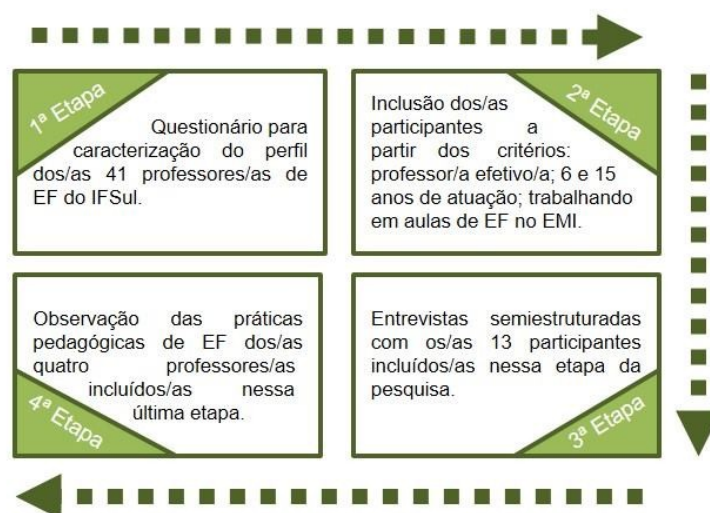 1ª Etapa
Questionário para
caracterização do perfil
dos/as 41 professores/as de
EF do IFSul.
2ª Etapa
Inclusão dos/as
participantes a
partir dos critérios:
professor/a efetivo/a; 6 e 15
anos de atuação; trabalhando
em aulas de EF no EMI.
3ª Etapa
Entrevistas semiestruturadas
com os/as 13 participantes
incluídos/as nessa etapa da
pesquisa.
4ª Etapa
Observação das práticas
pedagógicas de EF dos/as
quatro professores/as
incluídos/as nessa
última etapa.